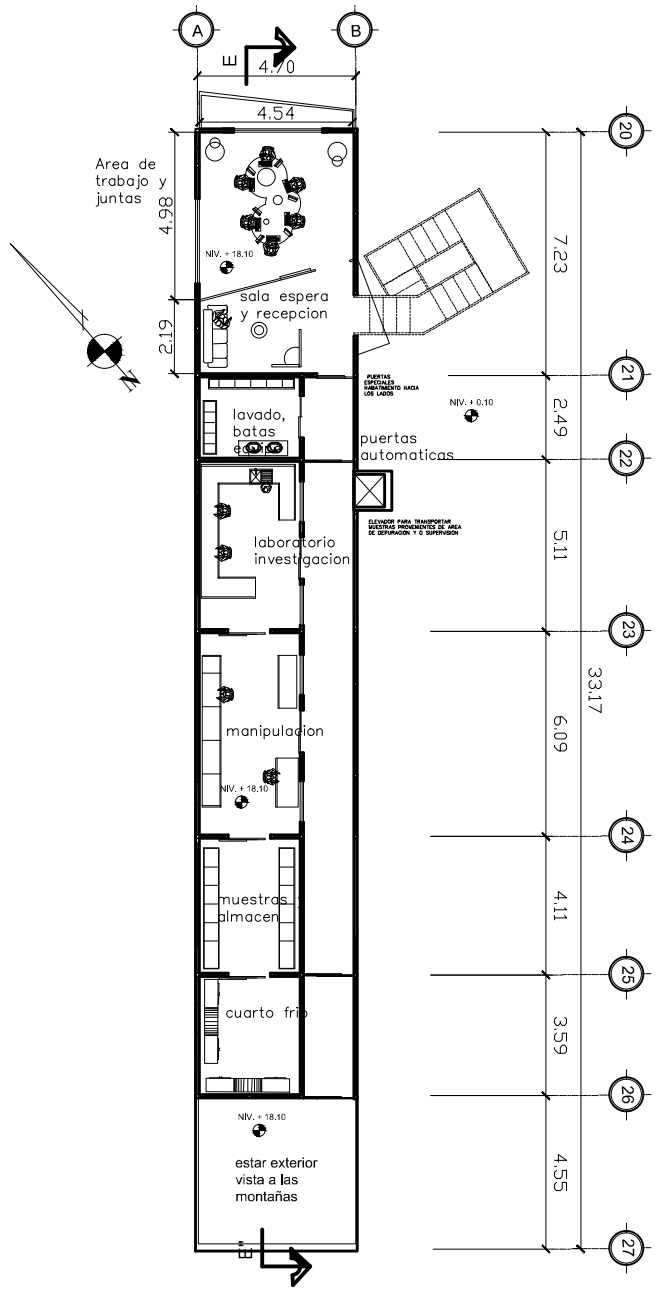 A
B
E
4.70
4.54
20
Area de
trabajo y
juntas
4.98
7.23
NIV. + 18.10
sala espera
y recepcion
2.19
N
21
PUERTAS
ESPECIALES
HABATIMIENTO HACIA
LOS LADOS
NIV. + 0.10
2.49
lavado,
batas
puertas
automaticas
22
ELEVADOR PARA TRANSPORTAR
MUESTRAS PROVENIENTES DE AREA
DE DEPURACION Y O SUPERVISION
laboratorio
investrgacion
5.11
23
33.17
manipulacion
6.09
NIV. + 18.10
24
muestras
almacen
4.11
25
cuarto frio
3.59
26
NIV. + 18.10
estar exterior
vista a las
montañas
4.55
E"
27